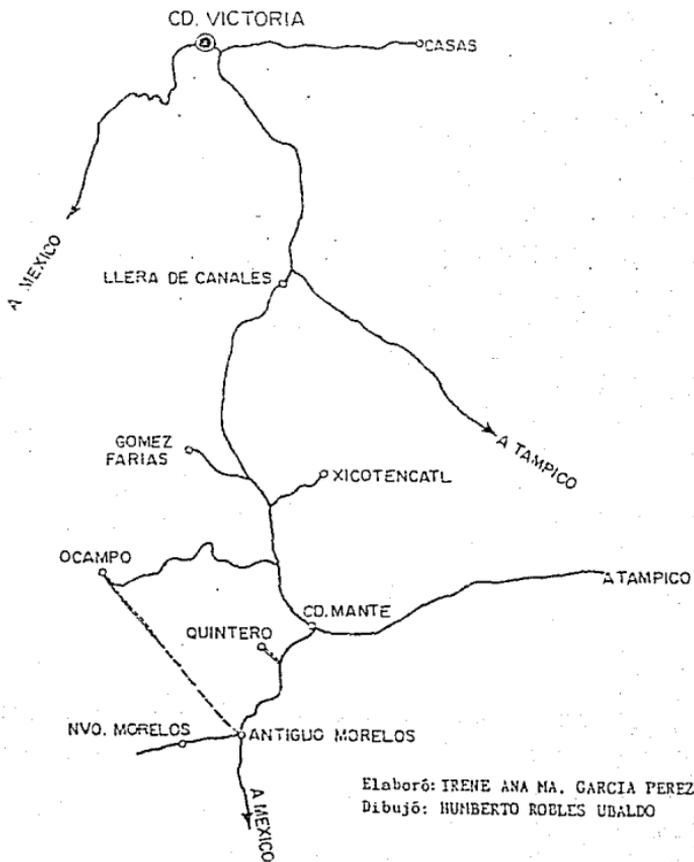 CD. VICTORIA
CASAS
A MEXICO
LLERA DE CANALES
A TAMPICO
GOMEZ
FARIAS
XICOTENCATL
OCAMPO
A TAMPICO
CD. MANTE
QUINTERO
NVO. MORELOS
ANTIGUO MORELOS
A MEXICO
Elaboró: IRENE ANA MA. GARCIA PEREZ
Dibujó: HUMBERTO ROBLES UBALDO